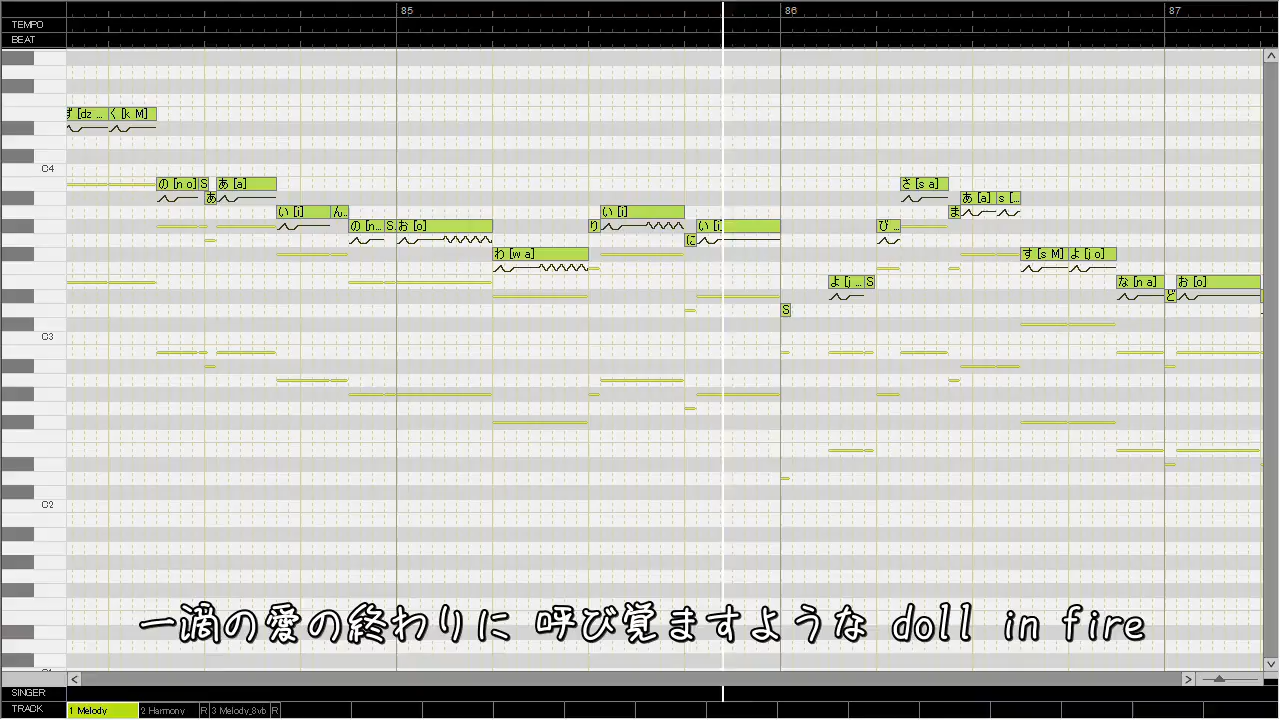 85 86 87
TEMPO
BEAT
ず [dz ... く [k M]
C4
の [n o] S あ [a] さ [s a]
あ あ [a] s [...
い [i] ん.. い [i] ま
の [n... S. お [o] り い [i] び ...
に
わ [w a] す [s M] よ [j o]
よ [j ... S な [n a] お [o]
ど
S
C3
C2
一滴の愛の終わりに 呼び覚ますような doll in fire
SINGER
TRACK 1 Melody 2 Harmony R 3 Melody_8vb R